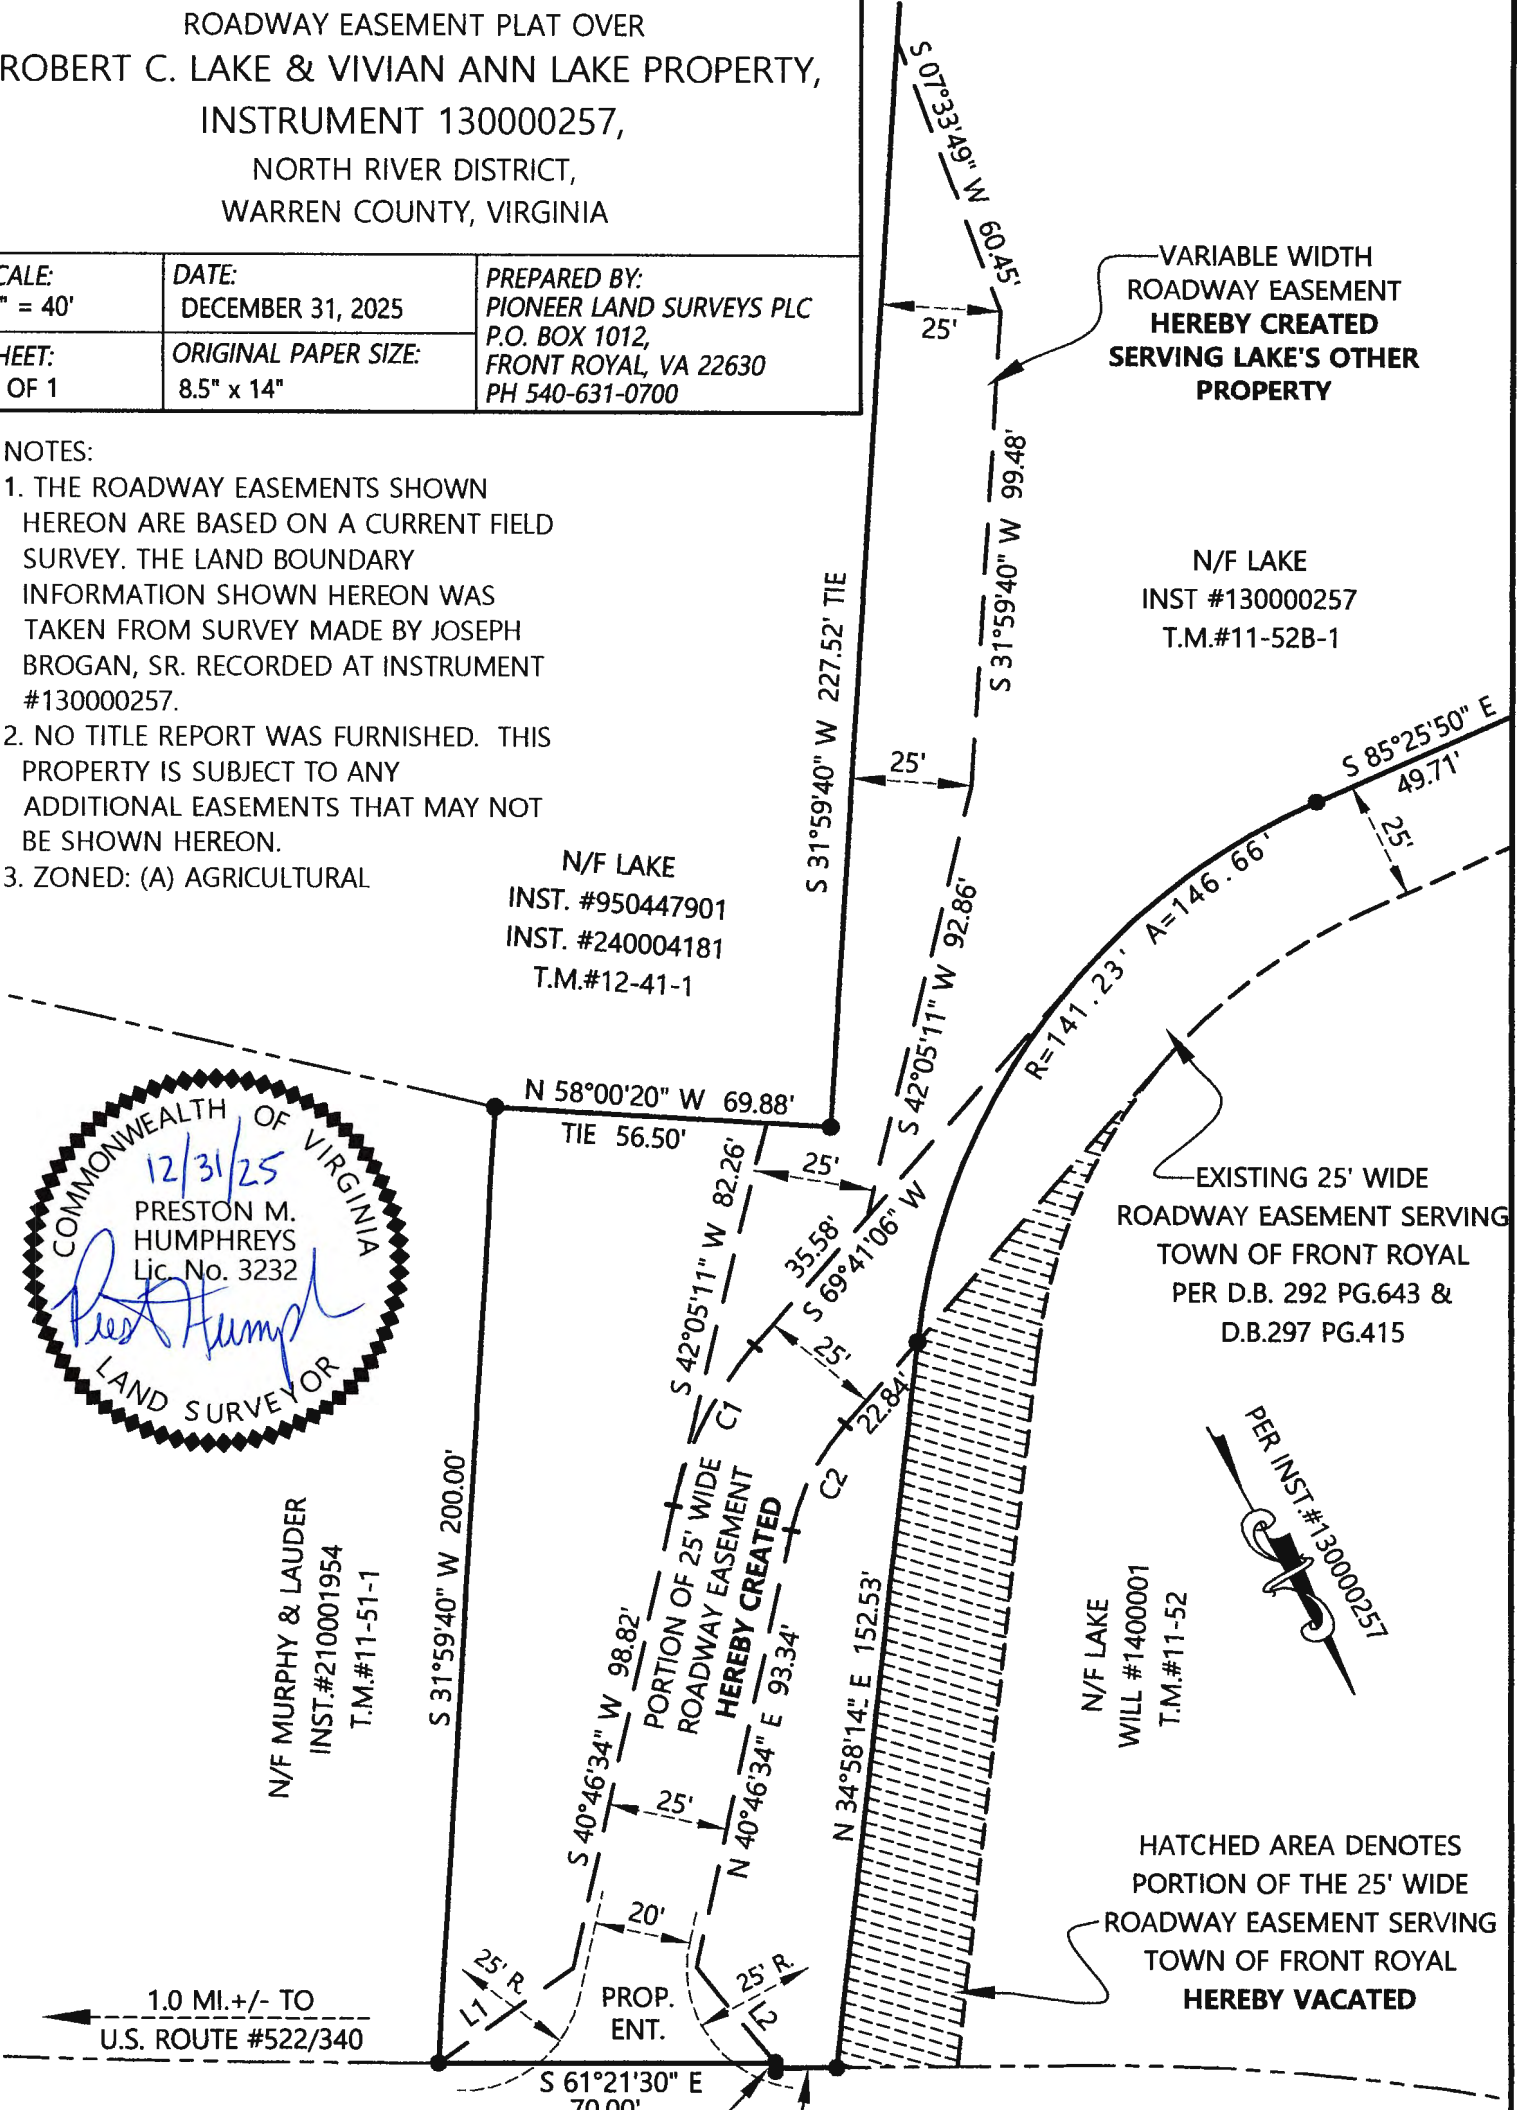 ROADWAY EASEMENT PLAT OVER
ROBERT C. LAKE & VIVIAN ANN LAKE PROPERTY,
INSTRUMENT 130000257,
NORTH RIVER DISTRICT,
WARREN COUNTY, VIRGINIA
CALE:
" = 40'
DATE:
DECEMBER 31, 2025
HEET:
OF 1
ORIGINAL PAPER SIZE:
8.5" x 14"
PREPARED BY:
PIONEER LAND SURVEYS PLC
P.O. BOX 1012,
FRONT ROYAL, VA 22630
PH 540-631-0700
NOTES:
1. THE ROADWAY EASEMENTS SHOWN
HEREON ARE BASED ON A CURRENT FIELD
SURVEY. THE LAND BOUNDARY
INFORMATION SHOWN HEREON WAS
TAKEN FROM SURVEY MADE BY JOSEPH
BROGAN, SR. RECORDED AT INSTRUMENT
#130000257.
2. NO TITLE REPORT WAS FURNISHED. THIS
PROPERTY IS SUBJECT TO ANY
ADDITIONAL EASEMENTS THAT MAY NOT
BE SHOWN HEREON.
3. ZONED: (A) AGRICULTURAL
S 07°33'49" W 60.45'
25'
VARIABLE WIDTH
ROADWAY EASEMENT
HEREBY CREATED
SERVING LAKE'S OTHER
PROPERTY
S 31°59'40" W 99.48'
S 31°59'40" W 227.52' TIE
N/F LAKE
INST #130000257
T.M.#11-52B-1
25'
S 85°25'50" E
49.71'
25'
R=141.23' A=146.66'
S 42°05'11" W 92.86'
N/F LAKE
INST. #950447901
INST. #240004181
T.M.#12-41-1
N 58°00'20" W 69.88'
TIE 56.50'
25'
S 42°05'11" W 82.26'
35.58'
S 69°41'06" W
25'
22.84'
C1
C2
COMMONWEALTH OF VIRGINIA
12/31/25
PRESTON M.
HUMPHREYS
Lic. No. 3232
LAND SURVEYOR
EXISTING 25' WIDE
ROADWAY EASEMENT SERVING
TOWN OF FRONT ROYAL
PER D.B. 292 PG.643 &
D.B.297 PG.415
PER INST.#130000257
N/F MURPHY & LAUDER
INST.#210001954
T.M.#11-51-1
S 31°59'40" W 200.00'
S 40°46'34" W 98.82'
PORTION OF 25' WIDE
ROADWAY EASEMENT
HEREBY CREATED
N 40°46'34" E 93.34'
N 34°58'14" E 152.53'
N/F LAKE
WILL #1400001
T.M.#11-52
25'
20'
HATCHED AREA DENOTES
PORTION OF THE 25' WIDE
ROADWAY EASEMENT SERVING
TOWN OF FRONT ROYAL
HEREBY VACATED
25' R.
L1
PROP.
ENT.
25' R.
L2
1.0 MI.+/- TO
U.S. ROUTE #522/340
S 61°21'30" E
70.00'